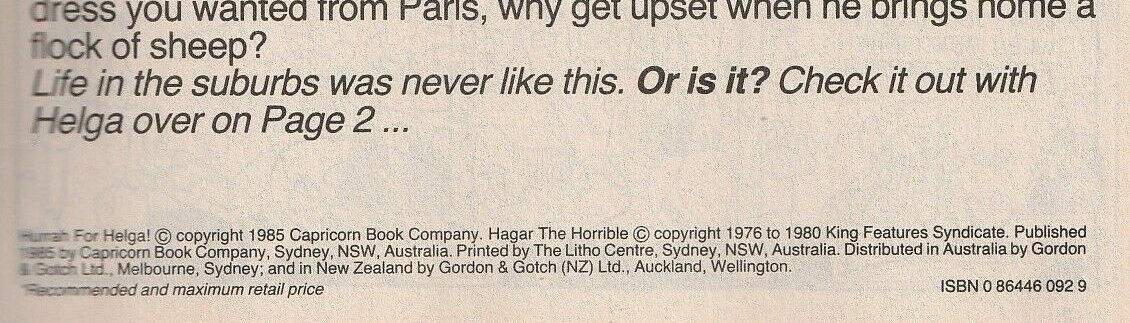 dress you wanted from Paris, why get upset when he brings home a
flock of sheep?
Life in the suburbs was never like this. Or is it? Check it out with
Helga over on Page 2 ...
Hurrah For Helga! © copyright 1985 Capricorn Book Company. Hagar The Horrible © copyright 1976 to 1980 King Features Syndicate. Published
1985 by Capricorn Book Company, Sydney, NSW, Australia. Printed by The Litho Centre, Sydney, NSW, Australia. Distributed in Australia by Gordon
& Gotch Ltd., Melbourne, Sydney; and in New Zealand by Gordon & Gotch (NZ) Ltd., Auckland, Wellington.
*Recommended and maximum retail price
ISBN 0 86446 092 9